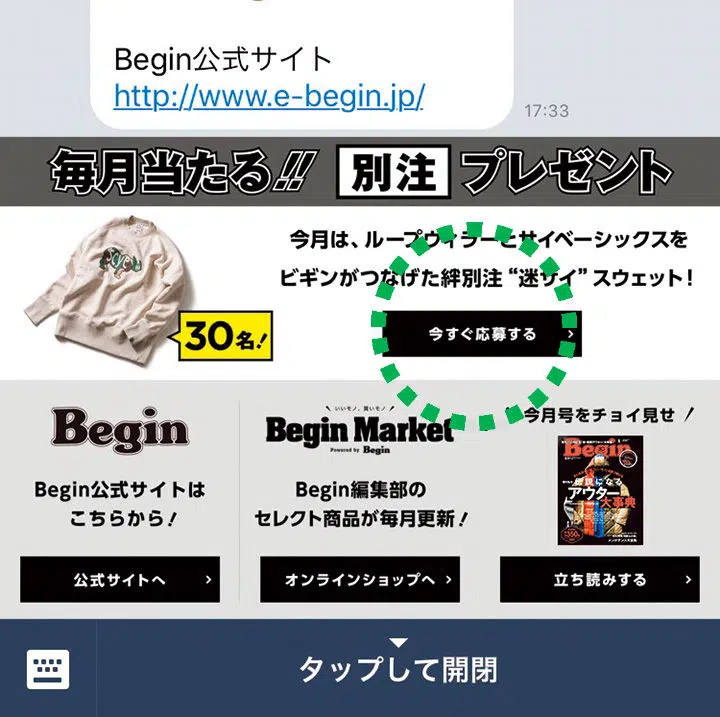 Begin公式サイト
http://www.e-begin.jp/
17:33
毎月当たる!! 別注 プレゼント
今月は、ループウィラーとサイベーシックスを
ビギンがつなげた絆別注“迷サイ”スウェット!
30名!
今すぐ応募する
Begin
Begin公式サイトは
こちらから!
公式サイトへ
\ いいモノ、買いモノ /
Begin Market
Powered by Begin
Begin編集部の
セレクト商品が毎月更新!
オンラインショップへ
今月号をチョイ見せ /
Begin
伝説になる
アウター
大事典
立ち読みする
タップして開閉